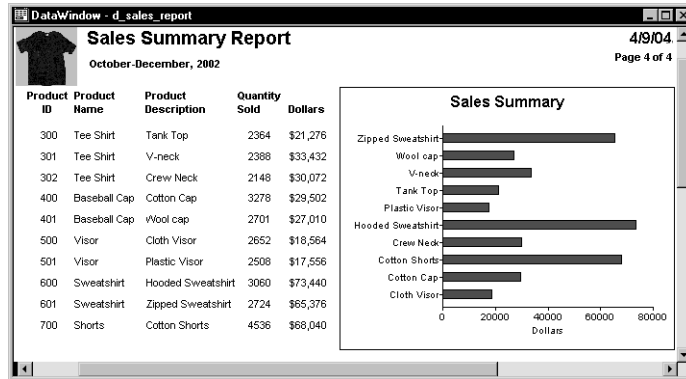 DataWindow - d_sales_report
Sales Summary Report
4/9/04
October-December, 2002
Page 4 of 4
Product ID Product Name Product Description Quantity Sold Dollars
300 Tee Shirt Tank Top 2364 $21,276
301 Tee Shirt V-neck 2388 $33,432
302 Tee Shirt Crew Neck 2148 $30,072
400 Baseball Cap Cotton Cap 3278 $29,502
401 Baseball Cap Wool cap 2701 $27,010
500 Visor Cloth Visor 2652 $18,564
501 Visor Plastic Visor 2508 $17,556
600 Sweatshirt Hooded Sweatshirt 3060 $73,440
601 Sweatshirt Zipped Sweatshirt 2724 $65,376
700 Shorts Cotton Shorts 4536 $68,040
Sales Summary
Zipped Sweatshirt
Wool cap
V-neck
Tank Top
Plastic Visor
Hooded Sweatshirt
Crew Neck
Cotton Shorts
Cotton Cap
Cloth Visor
0 20000 40000 60000 80000
Dollars